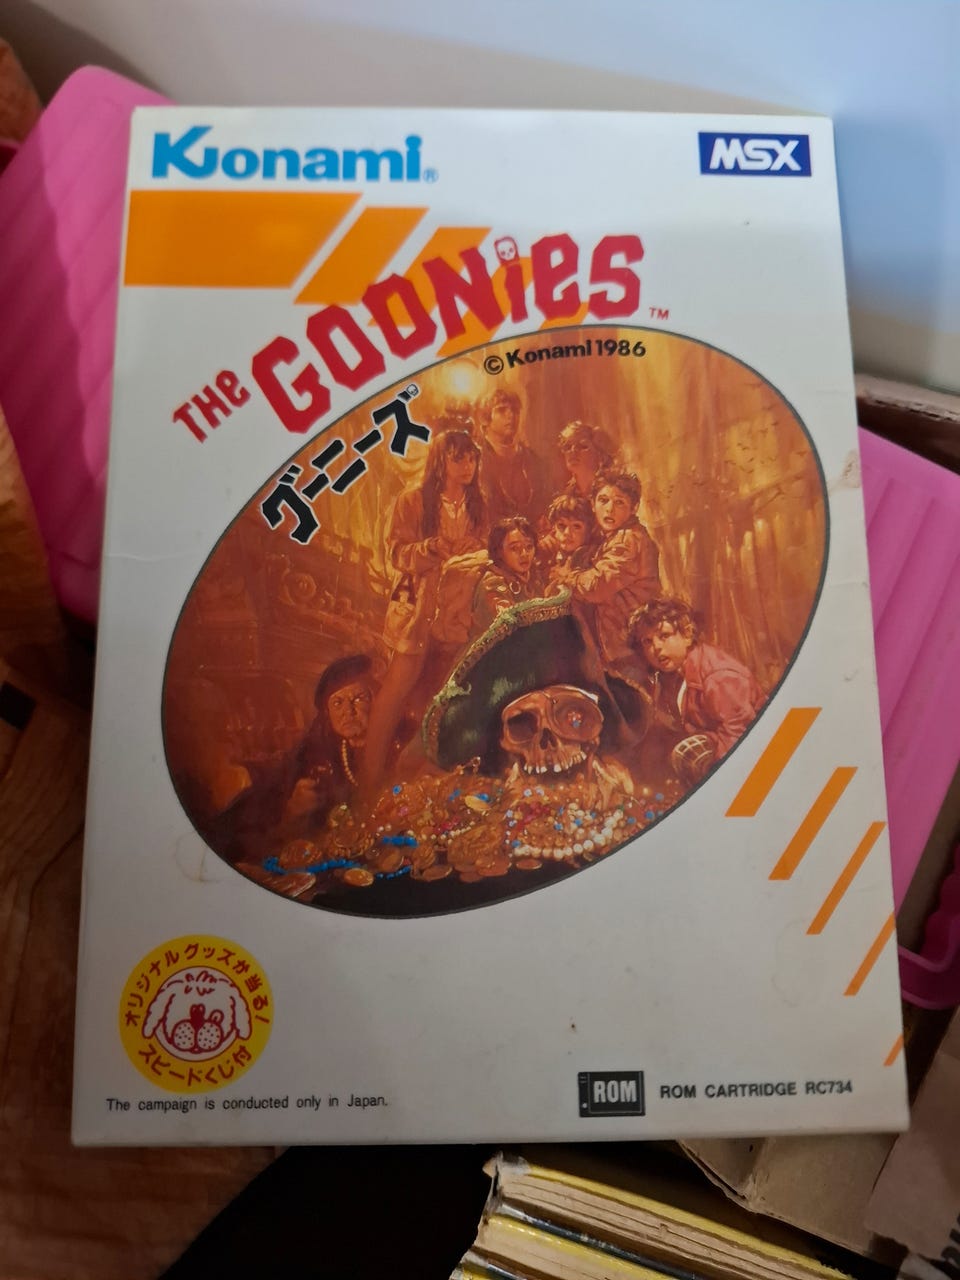 Konami®
MSX
THE GOONIES™
© Konami 1986
グーニーズ
オリジナルグッズが当る!
スピードくじ付
The campaign is conducted only in Japan.
ROM
ROM CARTRIDGE RC734